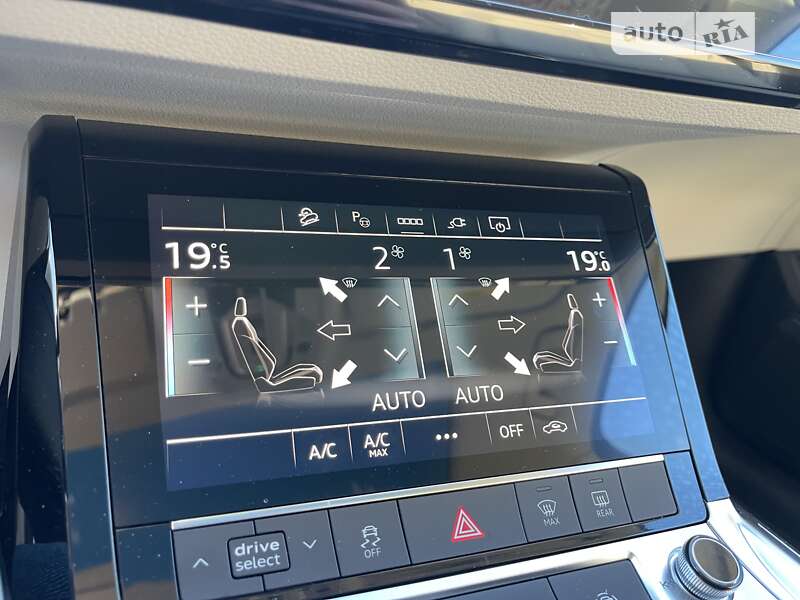 auto RIA
P
19.5 °C 2 1 19.0 °C
+ +
− −
AUTO AUTO
A/C A/C MAX ••• OFF
drive select OFF MAX REAR